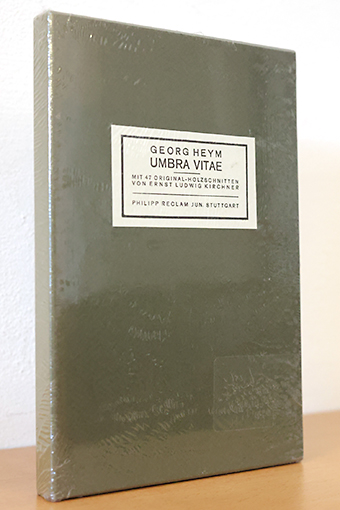 GEORG HEYM
UMBRA VITAE
MIT 47 ORIGINAL-HOLZSCHNITTEN
VON ERNST LUDWIG KIRCHNER
PHILIPP RECLAM JUN. STUTTGART